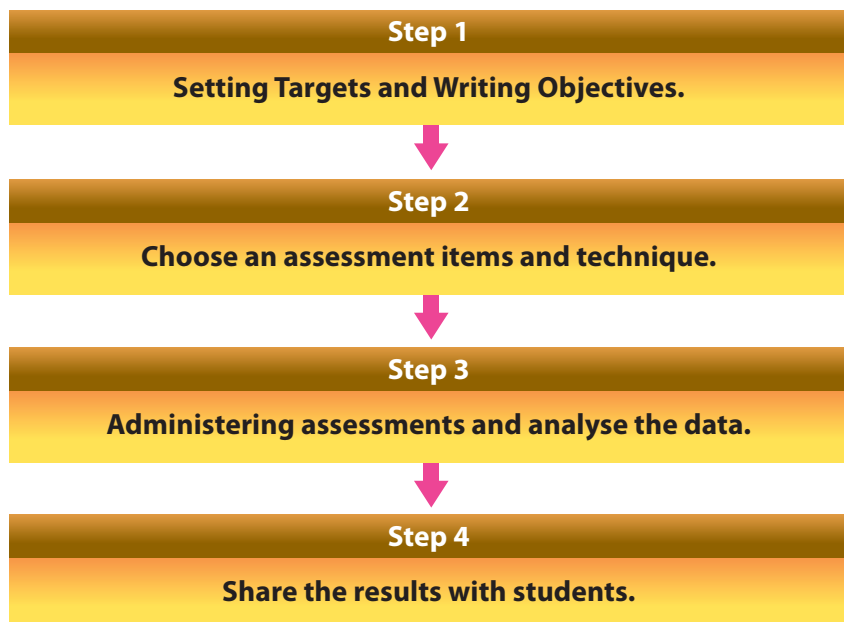 Step 1
Setting Targets and Writing Objectives.
Step 2
Choose an assessment items and technique.
Step 3
Administering assessments and analyse the data.
Step 4
Share the results with students.